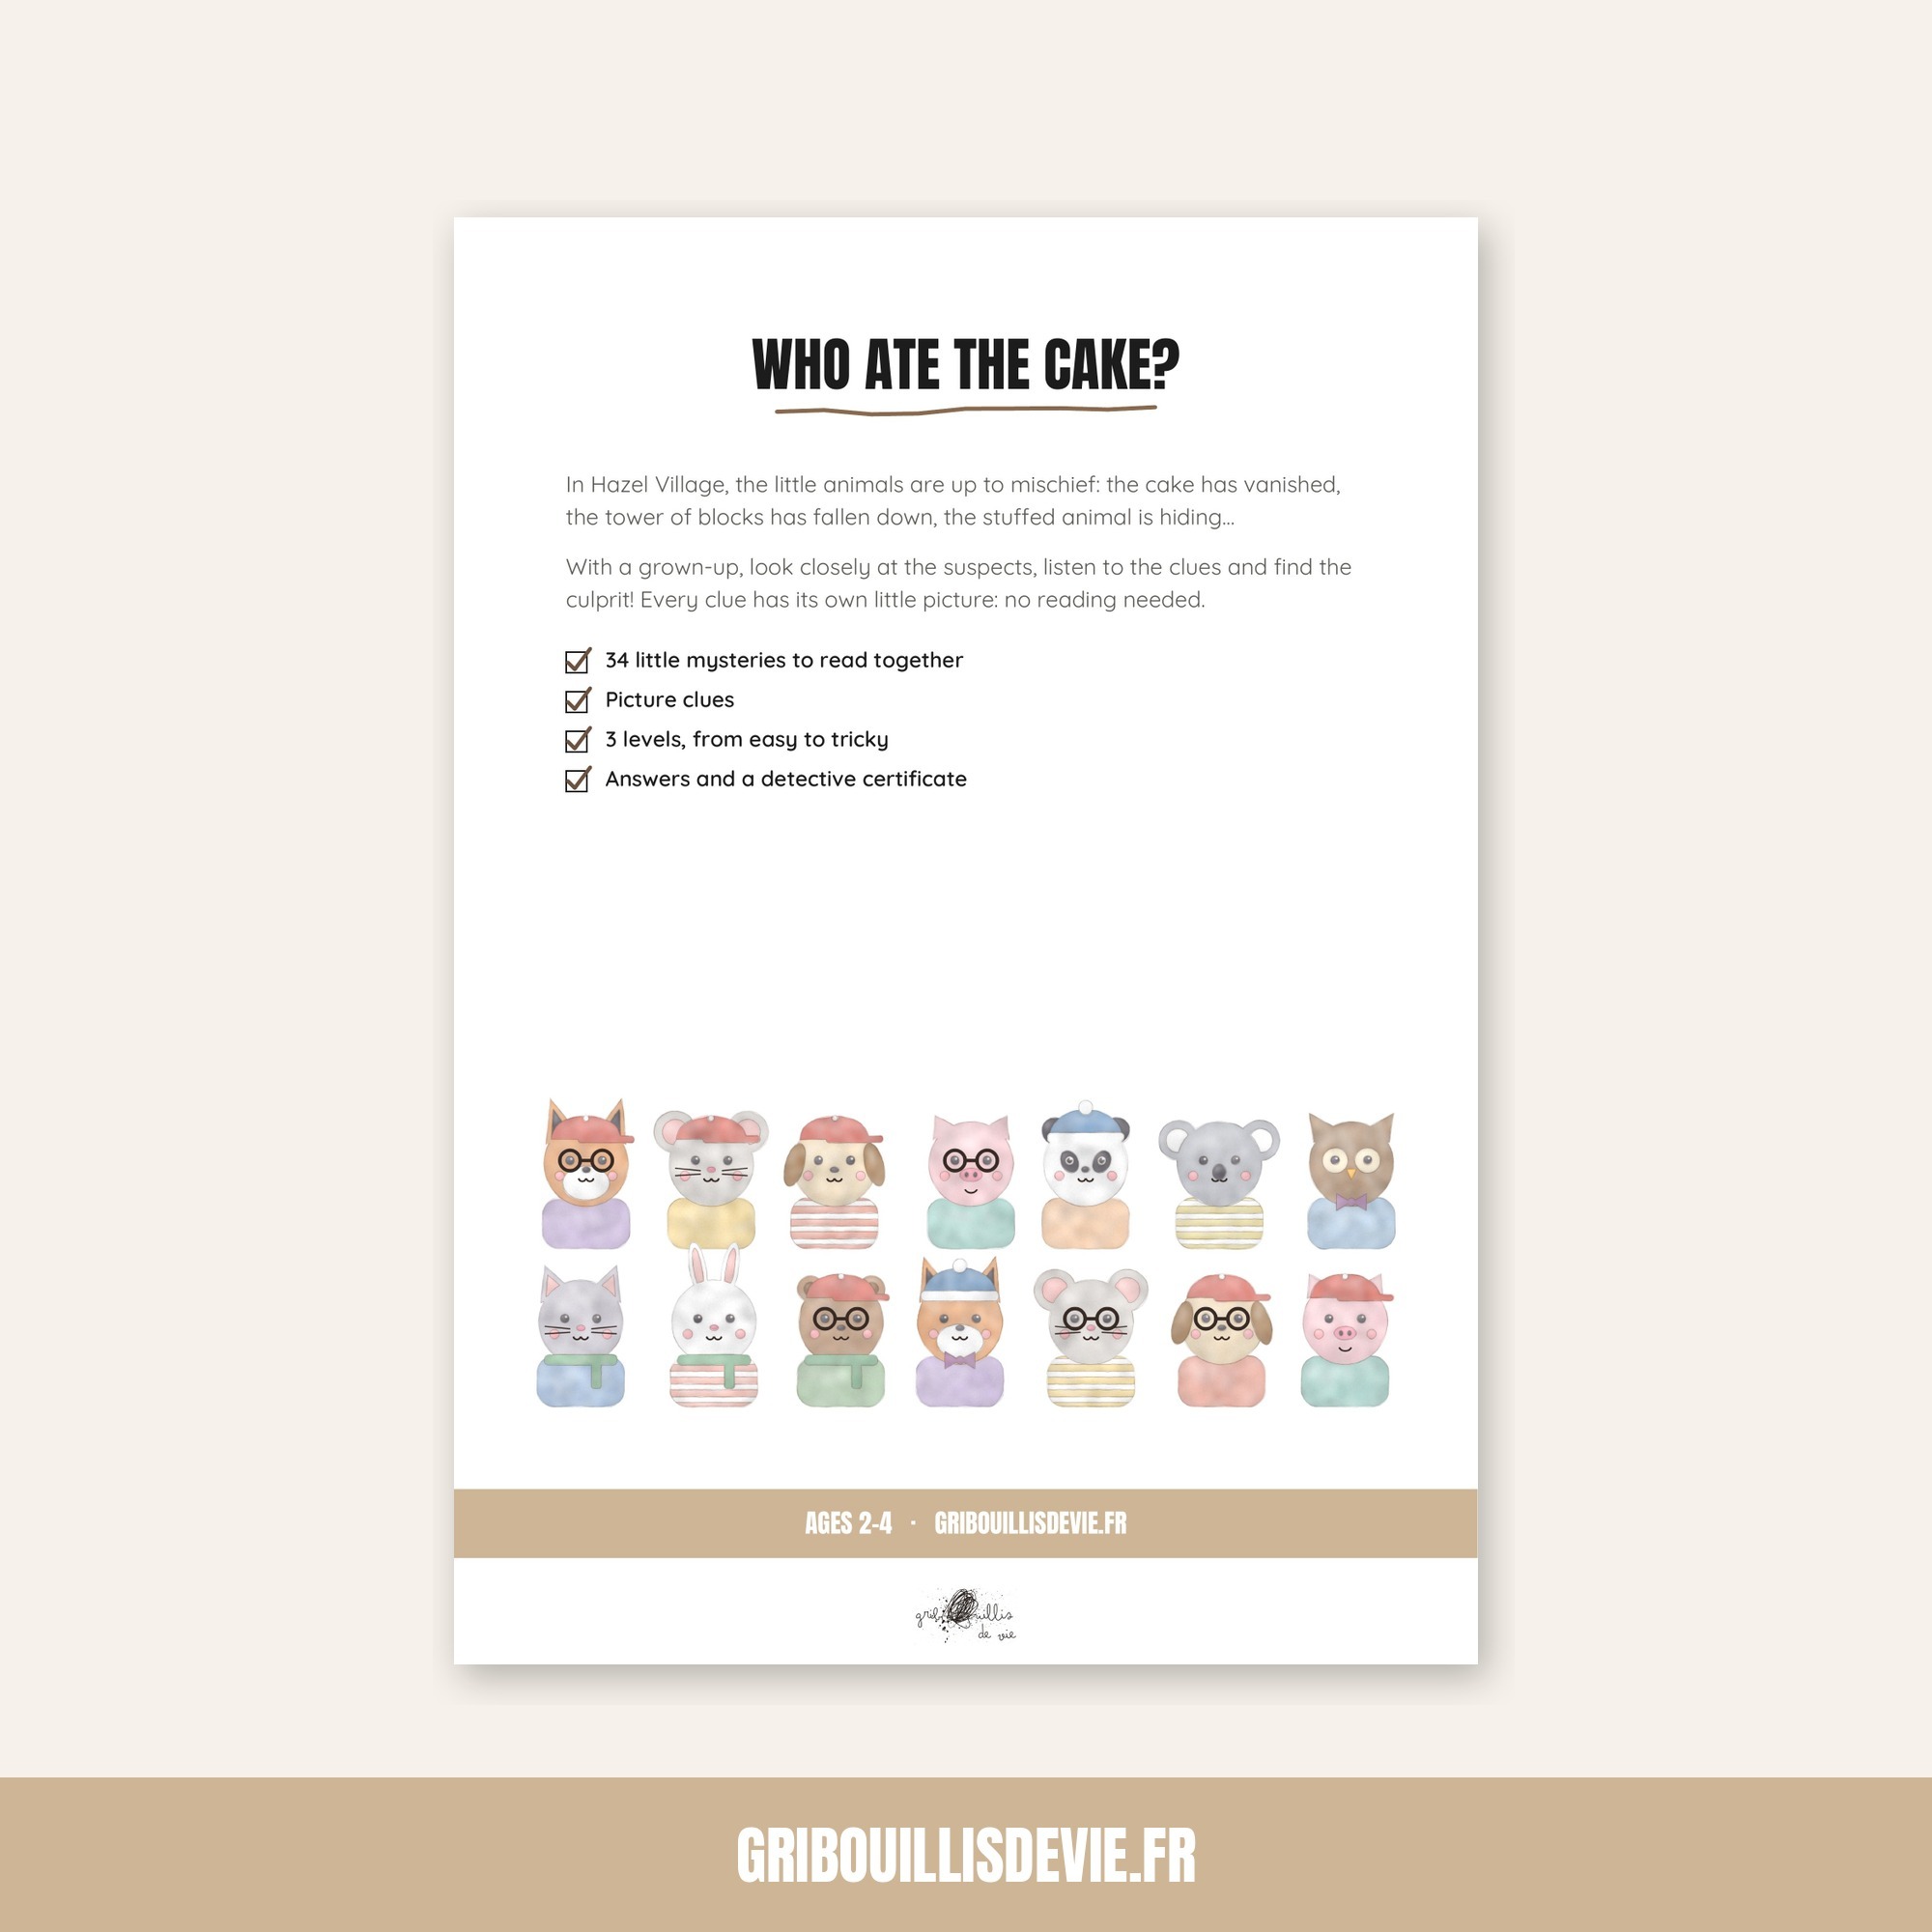 WHO ATE THE CAKE?
In Hazel Village, the little animals are up to mischief: the cake has vanished,
the tower of blocks has fallen down, the stuffed animal is hiding...
With a grown-up, look closely at the suspects, listen to the clues and find the
culprit! Every clue has its own little picture: no reading needed.
34 little mysteries to read together
Picture clues
3 levels, from easy to tricky
Answers and a detective certificate
AGES 2-4 · GRIBOUILLISDEVIE.FR
de vie
GRIBOUILLISDEVIE.FR